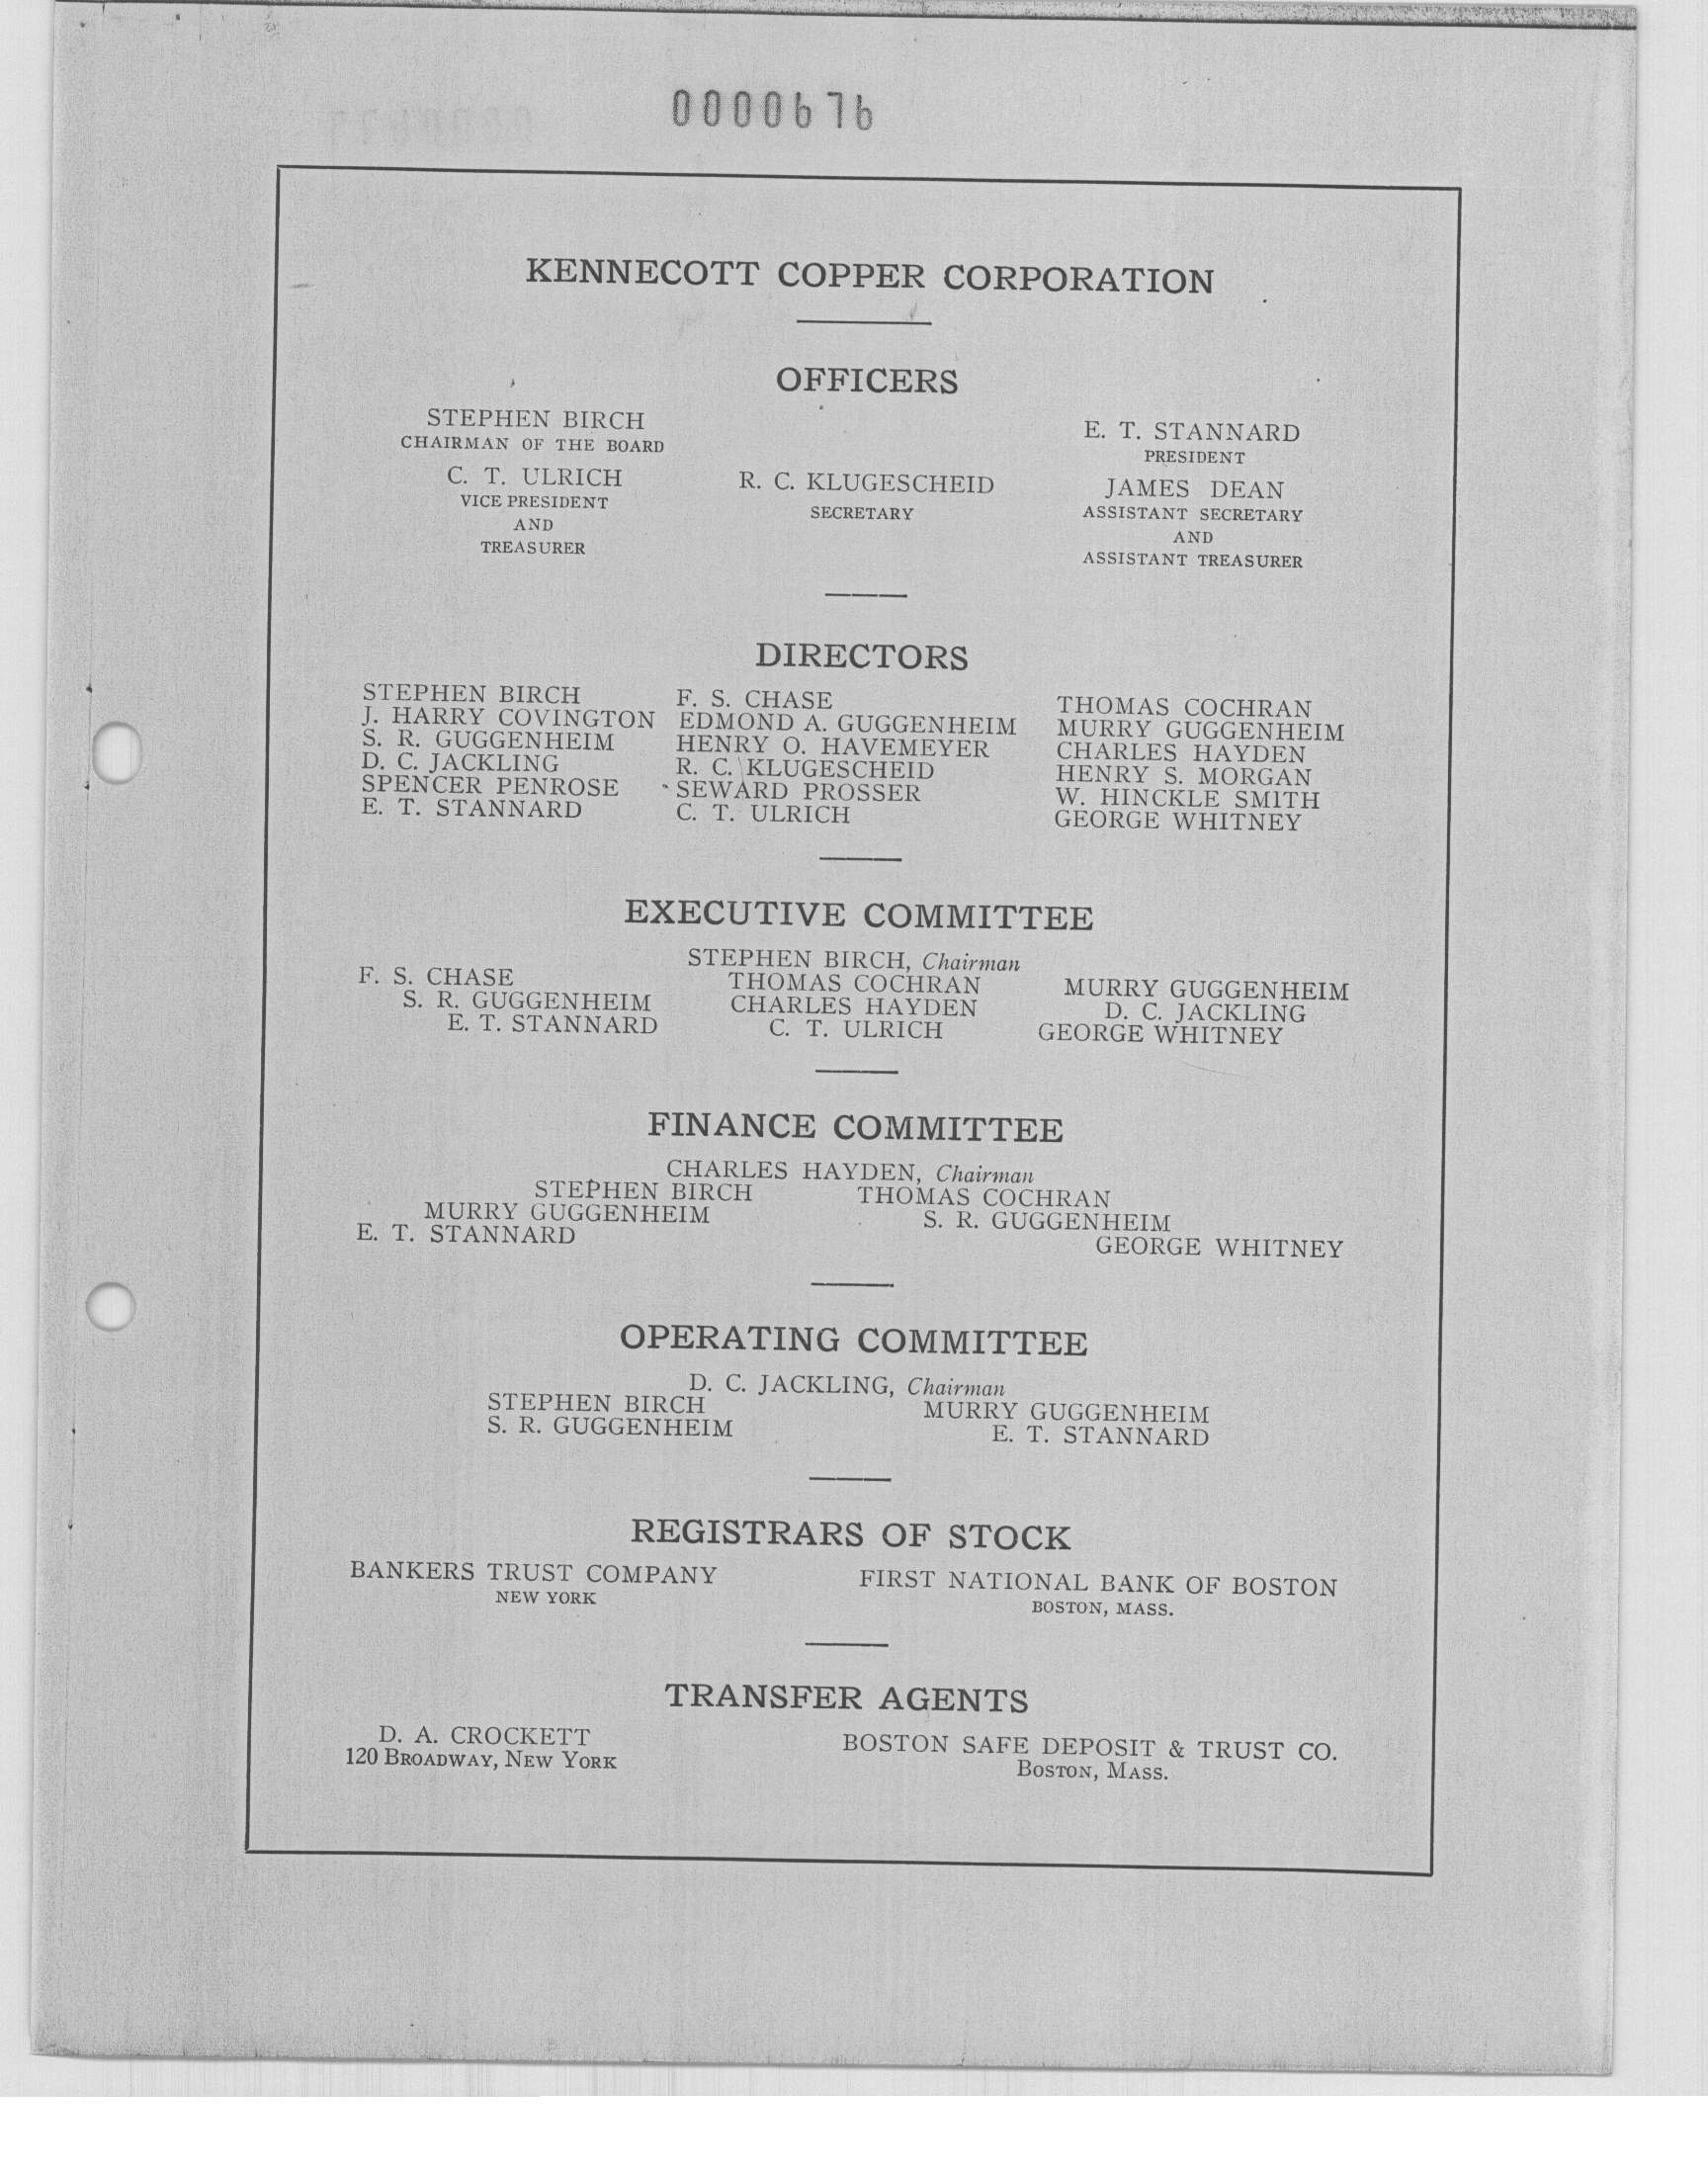 0000676
KENNECOTT COPPER CORPORATION
OFFICERS
STEPHEN BIRCH
CHAIRMAN OF THE BOARD
E. T. STANNARD
PRESIDENT
C. T. ULRICH
VICE PRESIDENT
AND
TREASURER
R. C. KLUGESCHEID
SECRETARY
JAMES DEAN
ASSISTANT SECRETARY
AND
ASSISTANT TREASURER
DIRECTORS
STEPHEN BIRCH F. S. CHASE THOMAS COCHRAN
J. HARRY COVINGTON EDMOND A. GUGGENHEIM MURRY GUGGENHEIM
S. R. GUGGENHEIM HENRY O. HAVEMEYER CHARLES HAYDEN
D. C. JACKLING R. C. KLUGESCHEID HENRY S. MORGAN
SPENCER PENROSE SEWARD PROSSER W. HINCKLE SMITH
E. T. STANNARD C. T. ULRICH GEORGE WHITNEY
EXECUTIVE COMMITTEE
STEPHEN BIRCH, Chairman
F. S. CHASE THOMAS COCHRAN MURRY GUGGENHEIM
S. R. GUGGENHEIM CHARLES HAYDEN D. C. JACKLING
E. T. STANNARD C. T. ULRICH GEORGE WHITNEY
FINANCE COMMITTEE
CHARLES HAYDEN, Chairman
STEPHEN BIRCH THOMAS COCHRAN
MURRY GUGGENHEIM S. R. GUGGENHEIM
E. T. STANNARD GEORGE WHITNEY
OPERATING COMMITTEE
D. C. JACKLING, Chairman
STEPHEN BIRCH MURRY GUGGENHEIM
S. R. GUGGENHEIM E. T. STANNARD
REGISTRARS OF STOCK
BANKERS TRUST COMPANY
NEW YORK
FIRST NATIONAL BANK OF BOSTON
BOSTON, MASS.
TRANSFER AGENTS
D. A. CROCKETT
120 BROADWAY, NEW YORK
BOSTON SAFE DEPOSIT & TRUST CO.
BOSTON, MASS.